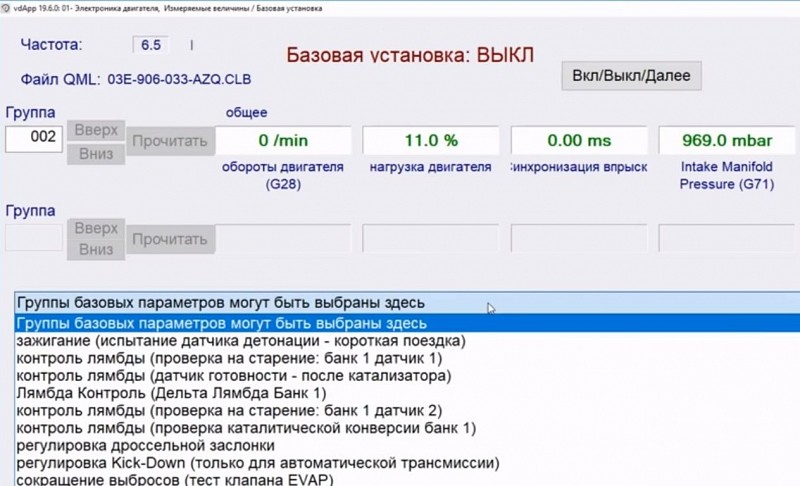 vdApp 19.6.0: 01- Электроника двигателя, Измеряемые величины / Базовая установка
Частота: 6.5 I
Базовая установка: ВЫКЛ
Вкл/Выкл/Далее
Файл QML: 03E-906-033-AZQ.CLB
Группа
общее
002 Вверх Вниз Прочитать 0 /min 11.0 % 0.00 ms 969.0 mbar
обороты двигателя (G28) нагрузка двигателя Синхронизация впрыск Intake Manifold Pressure (G71)
Группа
Вверх Вниз Прочитать
Группы базовых параметров могут быть выбраны здесь
Группы базовых параметров могут быть выбраны здесь
зажигание (испытание датчика детонации - короткая поездка)
контроль лямбды (проверка на старение: банк 1 датчик 1)
контроль лямбды (датчик готовности - после катализатора)
Лямбда Контроль (Дельта Лямбда Банк 1)
контроль лямбды (проверка на старение: банк 1 датчик 2)
контроль лямбды (проверка каталитической конверсии банк 1)
регулировка дроссельной заслонки
регулировка Kick-Down (только для автоматической трансмиссии)
сокращение выбросов (тест клапана EVAP)